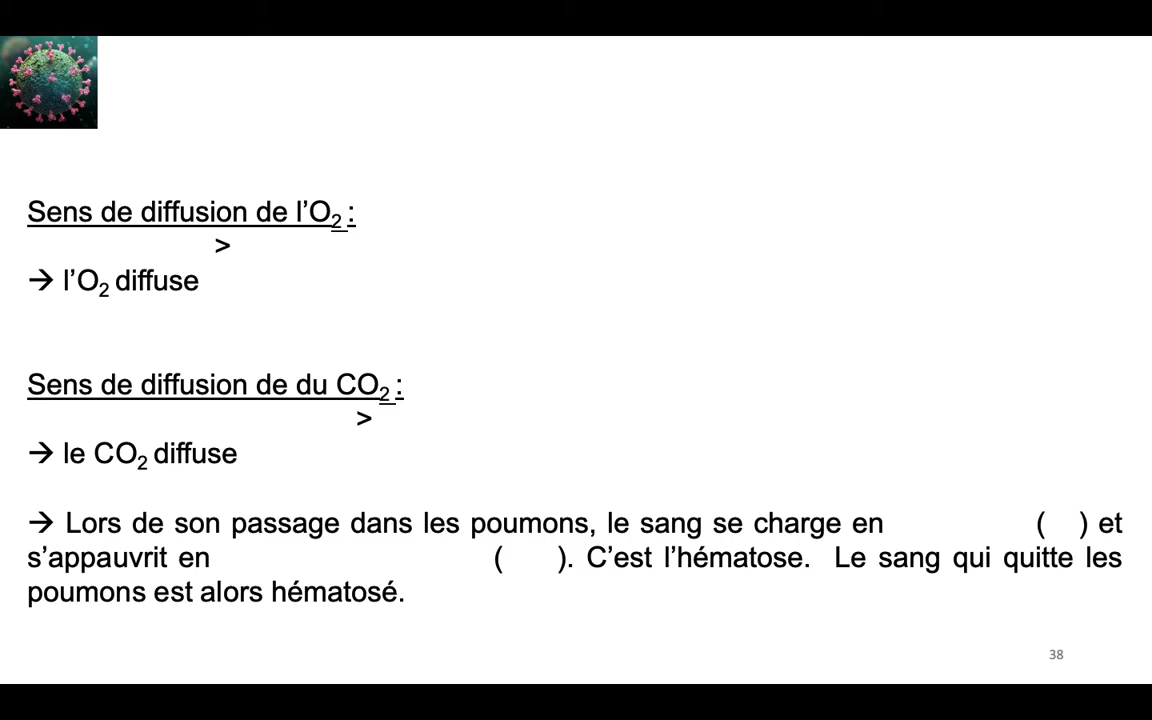 Sens de diffusion de l’O₂ :
>
→ l’O₂ diffuse
Sens de diffusion de du CO₂ :
>
→ le CO₂ diffuse
→ Lors de son passage dans les poumons, le sang se charge en ( ) et
s’appauvrit en ( ). C’est l’hématose. Le sang qui quitte les
poumons est alors hématosé.
38